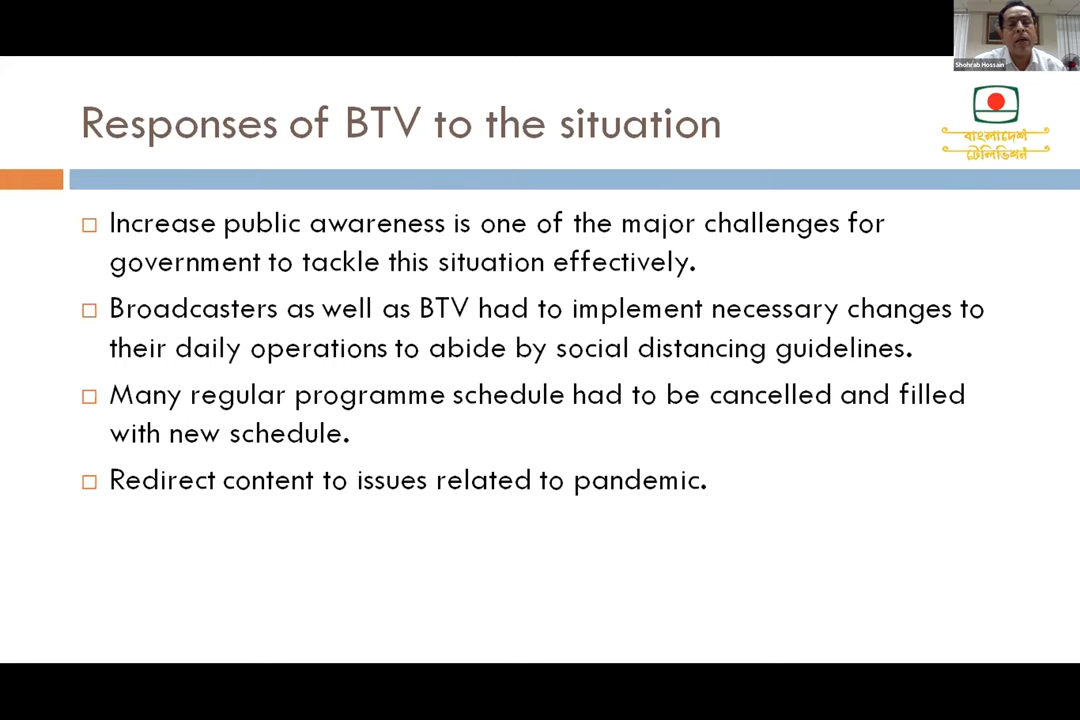 Shohrab Hossain
Responses of BTV to the situation
বাংলাদেশ
টেলিভিশন
Increase public awareness is one of the major challenges for
government to tackle this situation effectively.
Broadcasters as well as BTV had to implement necessary changes to
their daily operations to abide by social distancing guidelines.
Many regular programme schedule had to be cancelled and filled
with new schedule.
Redirect content to issues related to pandemic.